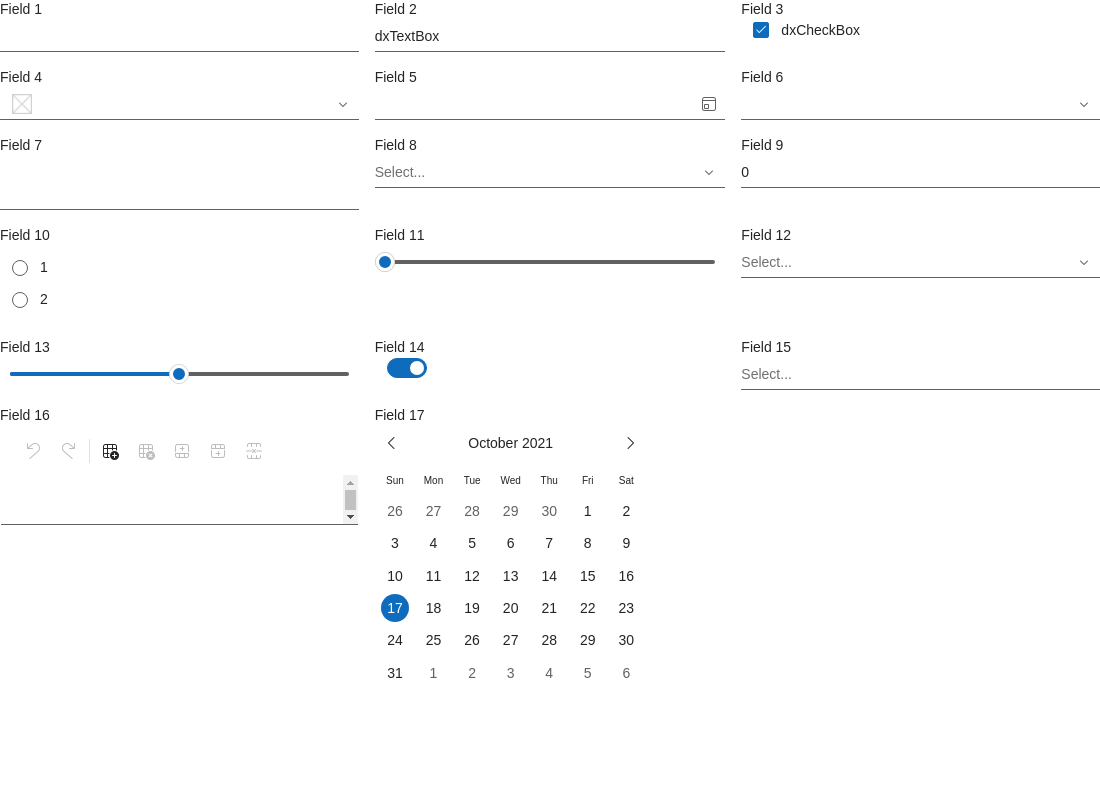 Field 1
Field 2
dxTextBox
Field 3
dxCheckBox
Field 4
Field 5
Field 6
Field 7
Field 8
Select...
Field 9
0
Field 10
1
2
Field 11
Field 12
Select...
Field 13
Field 14
Field 15
Select...
Field 16
Field 17
October 2021
Sun Mon Tue Wed Thu Fri Sat
26 27 28 29 30 1 2
3 4 5 6 7 8 9
10 11 12 13 14 15 16
17 18 19 20 21 22 23
24 25 26 27 28 29 30
31 1 2 3 4 5 6